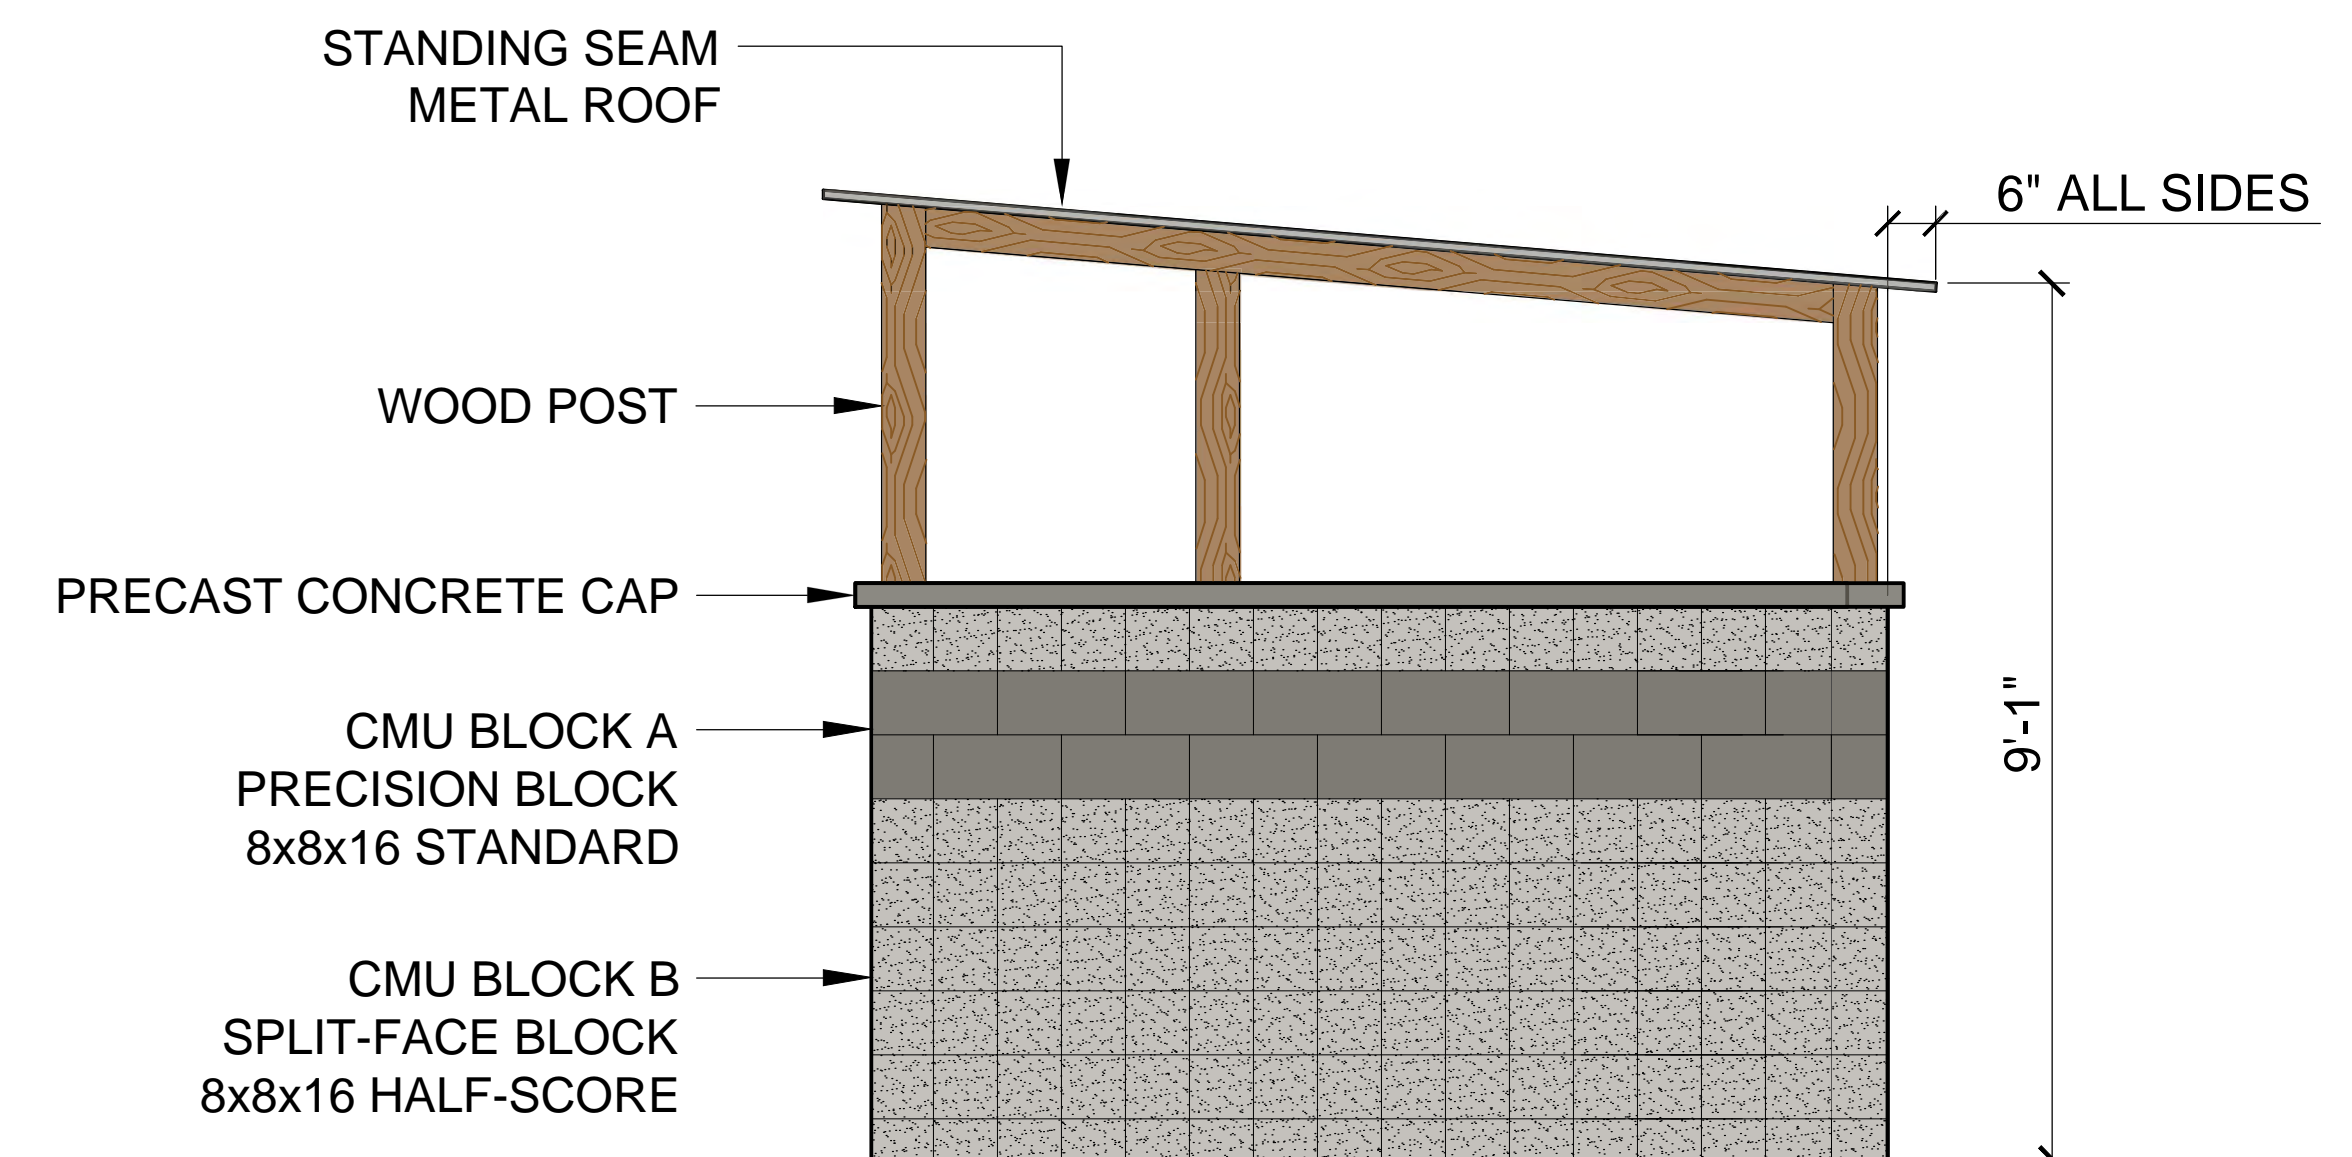 STANDING SEAM
METAL ROOF
6" ALL SIDES
WOOD POST
PRECAST CONCRETE CAP
CMU BLOCK A
PRECISION BLOCK
8x8x16 STANDARD
9'-1"
CMU BLOCK B
SPLIT-FACE BLOCK
8x8x16 HALF-SCORE